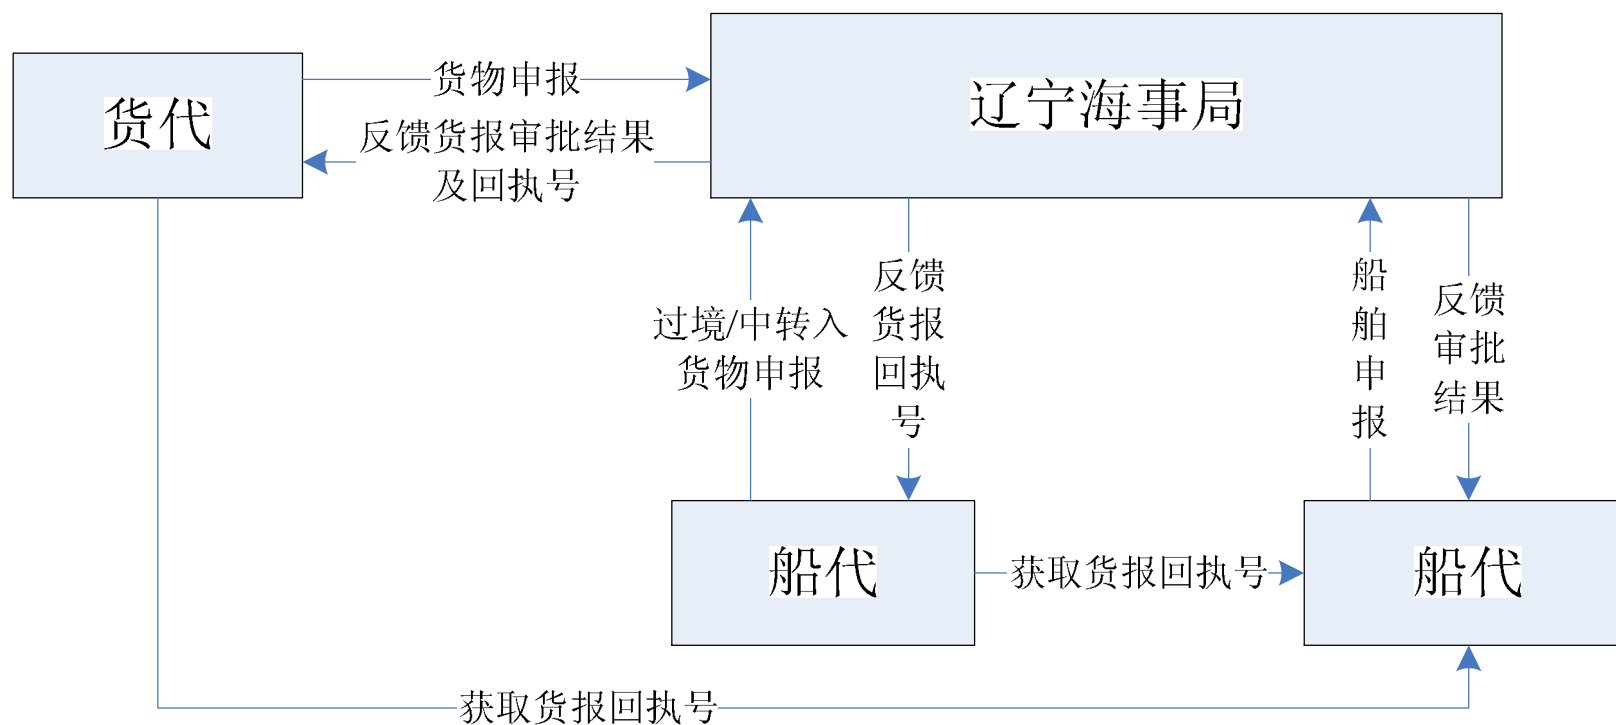 货物申报
辽宁海事局
货代
反馈货报审批结果
及回执号
过境/中转入
货物申报
反馈
货报
回执
号
船
舶
申
报
反馈
审批
结果
船代
获取货报回执号
船代
获取货报回执号